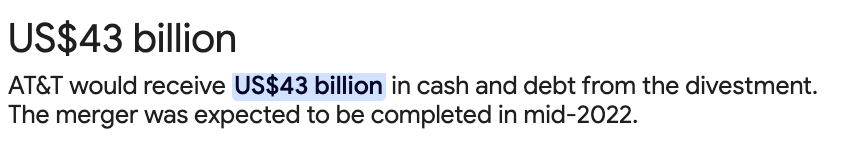 US$43 billion
AT&T would receive US$43 billion in cash and debt from the divestment.
The merger was expected to be completed in mid-2022.